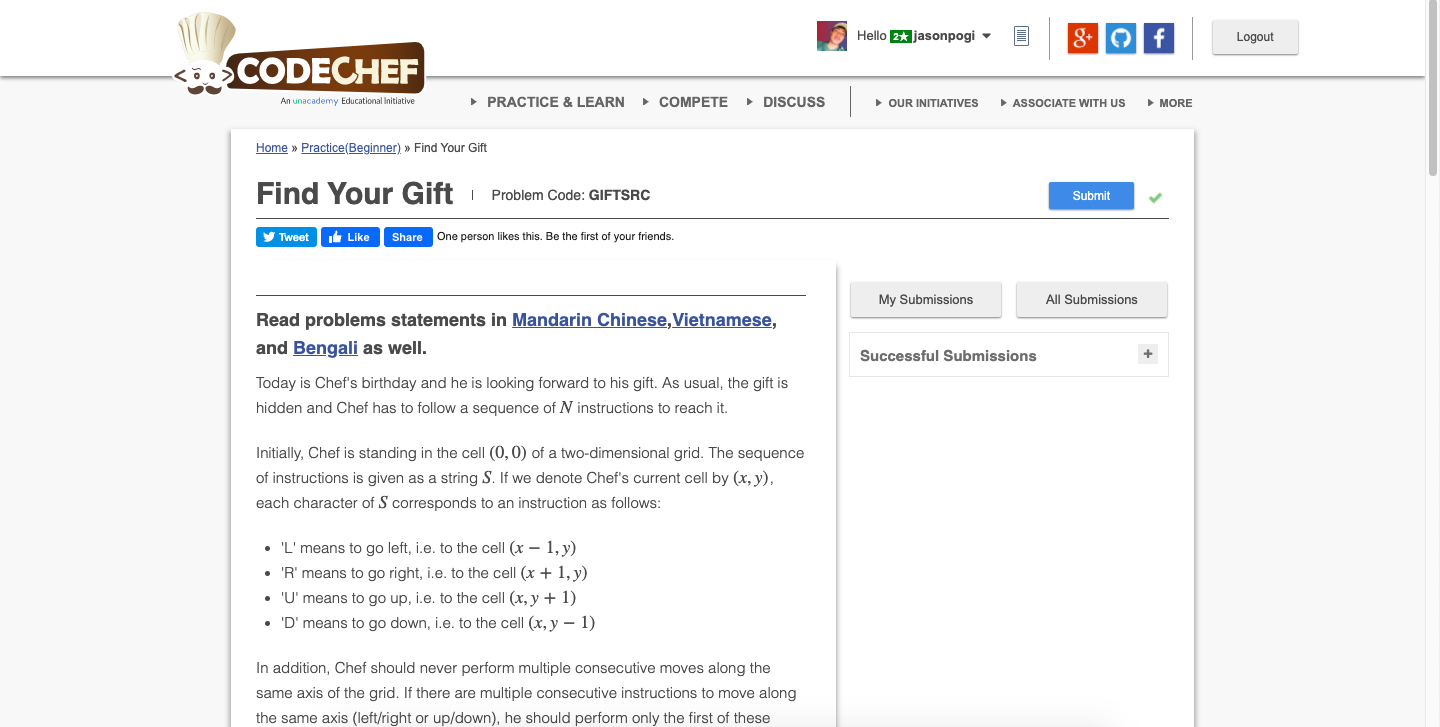 Hello 2★ jasonpogi
Logout
CODECHEF
An unacademy Educational Initiative
PRACTICE & LEARN COMPETE DISCUSS OUR INITIATIVES ASSOCIATE WITH US MORE
Home » Practice(Beginner) » Find Your Gift
Find Your Gift | Problem Code: GIFTSRC
Submit
Tweet Like Share One person likes this. Be the first of your friends.
My Submissions All Submissions
Successful Submissions +
Read problems statements in Mandarin Chinese,Vietnamese,
and Bengali as well.
Today is Chef's birthday and he is looking forward to his gift. As usual, the gift is
hidden and Chef has to follow a sequence of N instructions to reach it.
Initially, Chef is standing in the cell (0, 0) of a two-dimensional grid. The sequence
of instructions is given as a string S. If we denote Chef's current cell by (x, y),
each character of S corresponds to an instruction as follows:
• 'L' means to go left, i.e. to the cell (x − 1, y)
• 'R' means to go right, i.e. to the cell (x + 1, y)
• 'U' means to go up, i.e. to the cell (x, y + 1)
• 'D' means to go down, i.e. to the cell (x, y − 1)
In addition, Chef should never perform multiple consecutive moves along the
same axis of the grid. If there are multiple consecutive instructions to move along
the same axis (left/right or up/down), he should perform only the first of these